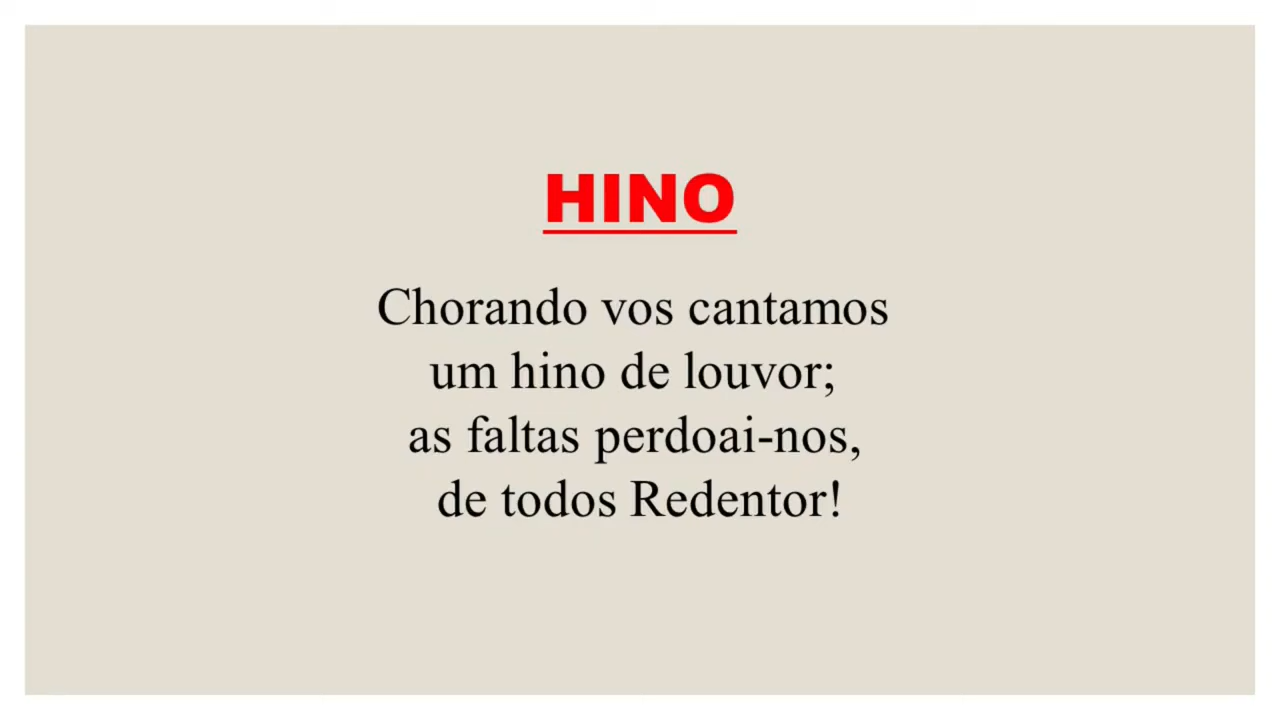 HINO
Chorando vos cantamos
um hino de louvor;
as faltas perdoai-nos,
de todos Redentor!